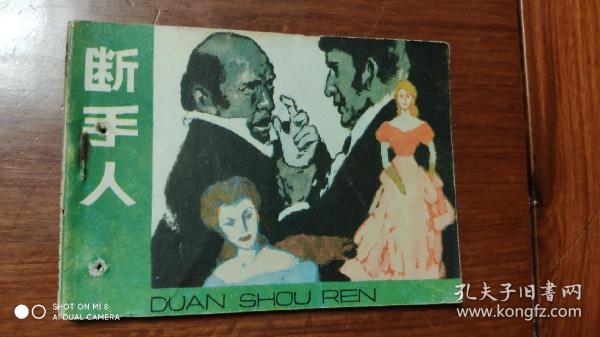 断手人
DUAN SHOU REN
SHOT ON MI 8
AI DUAL CAMERA
孔夫子旧书网
www.kongfz.com